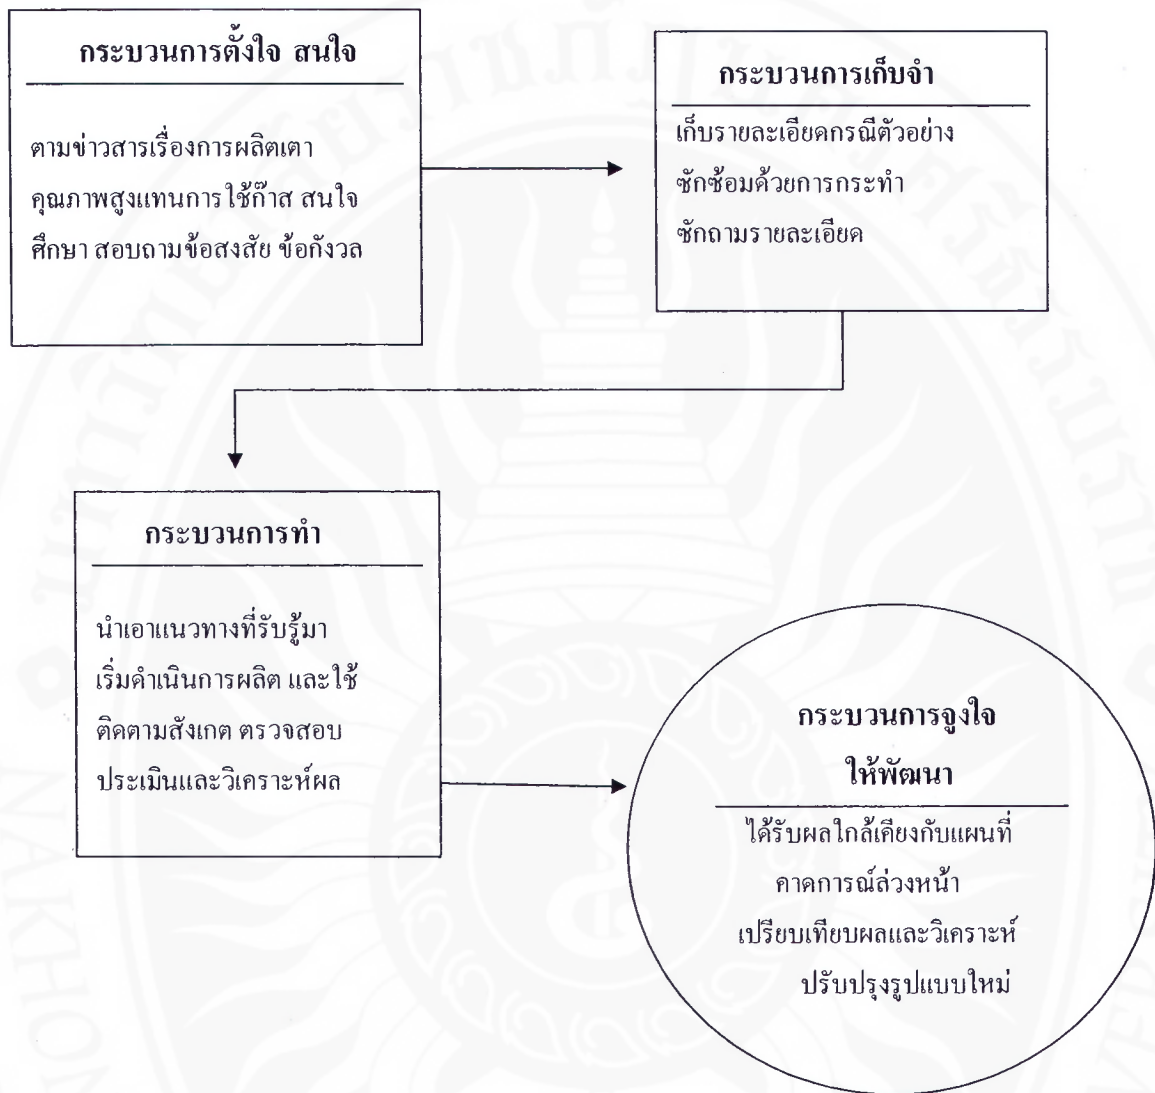 กระบวนการตั้งใจ สนใจ
ตามข่าวสารเรื่องการผลิตเตา
คุณภาพสูงแทนการใช้ก๊าส สนใจ
ศึกษา สอบถามข้อสงสัย ข้อกังวล
กระบวนการเก็บจำ
เก็บรายละเอียดกรณีตัวอย่าง
ซักซ้อมด้วยการกระทำ
ซักถามรายละเอียด
กระบวนการทำ
นำเอาแนวทางที่รับรู้มา
เริ่มดำเนินการผลิต และใช้
ติดตามสังเกต ตรวจสอบ
ประเมินและวิเคราะห์ผล
กระบวนการจูงใจ
ให้พัฒนา
ได้รับผลใกล้เคียงกับแผนที่
คาดการณ์ล่วงหน้า
เปรียบเทียบผลและวิเคราะห์
ปรับปรุงรูปแบบใหม่
NAKHON